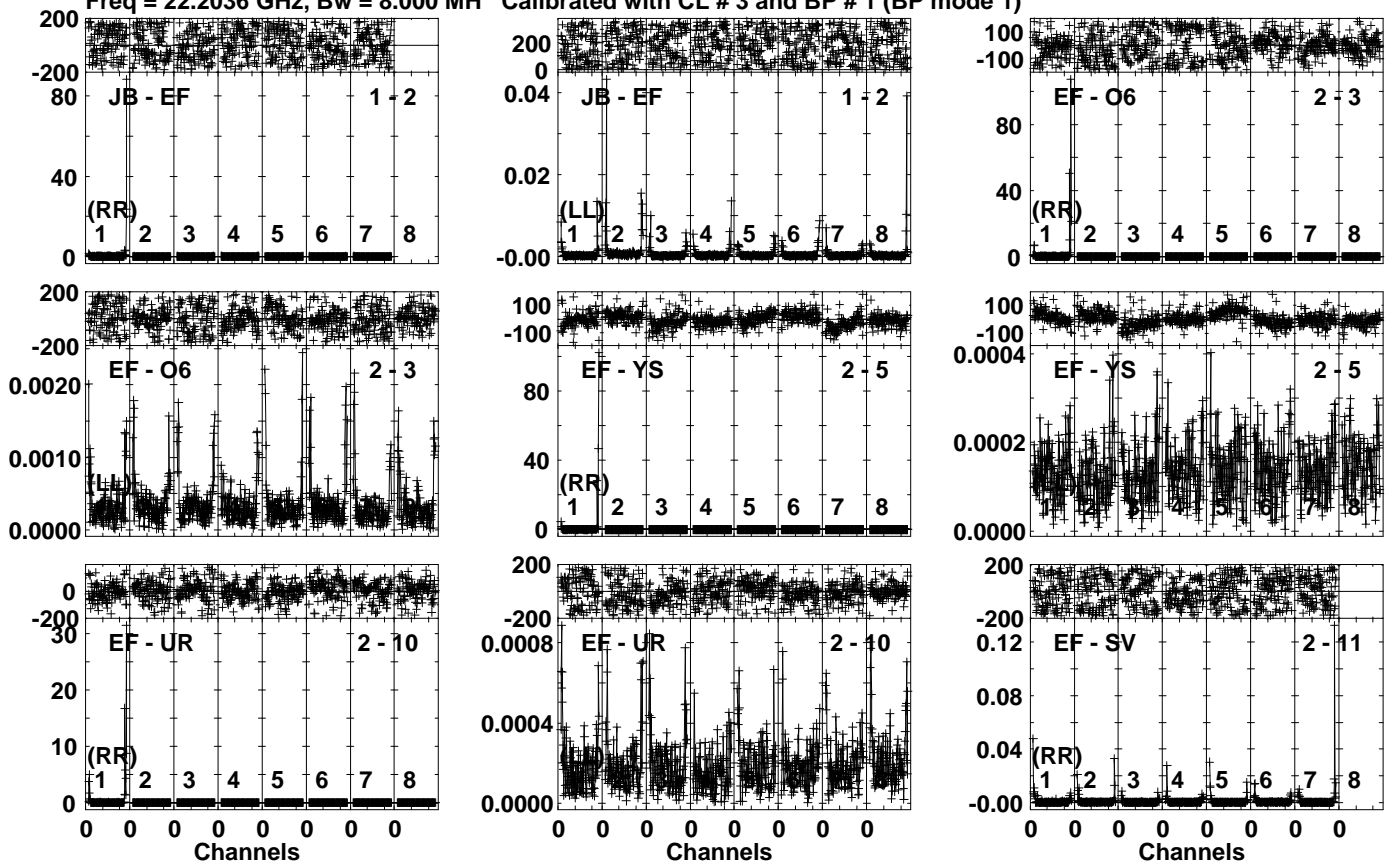 Freq = 22.2036 GHz, Bw = 8.000 MH Calibrated with CL # 3 and BP # 1 (BP mode 1)
200
-200
80
40
0
JB - EF 1 - 2
(RR)
1 2 3 4 5 6 7 8
200
0
0.04
0.02
-0.00
JB - EF 1 - 2
(LL)
1 2 3 4 5 6 7 8
100
-100
80
40
0
EF - O6 2 - 3
(RR)
1 2 3 4 5 6 7 8
200
-200
0.0020
0.0010
0.0000
EF - O6 2 - 3
(LL)
100
-100
80
40
0
EF - YS 2 - 5
(RR)
1 2 3 4 5 6 7 8
100
-100
0.0004
0.0002
0.0000
EF - YS 2 - 5
1 2 3 4 5 6 7 8
0
-200
30
20
10
0
EF - UR 2 - 10
(RR)
1 2 3 4 5 6 7 8
200
-200
0.0008
0.0004
0.0000
EF - UR 2 - 10
200
-200
0.12
0.08
0.04
-0.00
EF - SV 2 - 11
(RR)
1 2 3 4 5 6 7 8
0 0 0 0 0 0 0 0
Channels
0 0 0 0 0 0 0 0
Channels
0 0 0 0 0 0 0 0
Channels